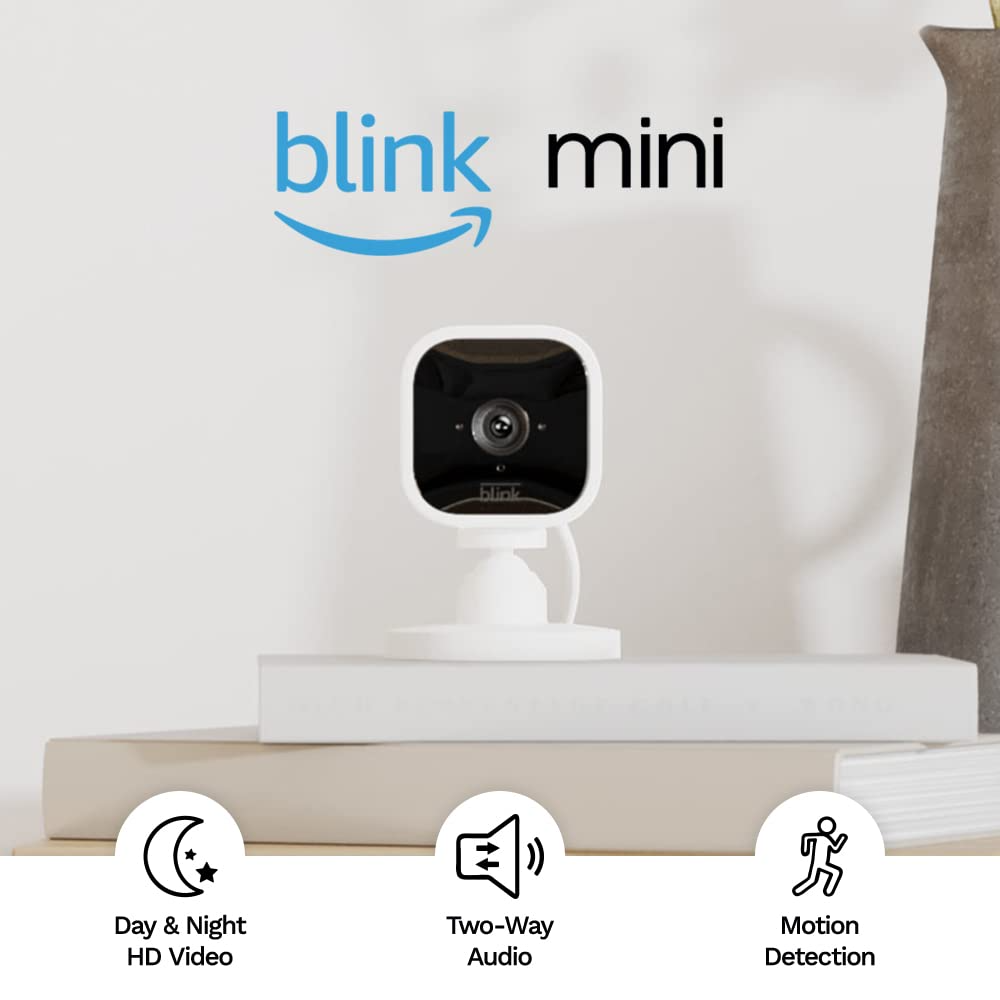 blink mini
blink
Day & Night
HD Video
Two-Way
Audio
Motion
Detection